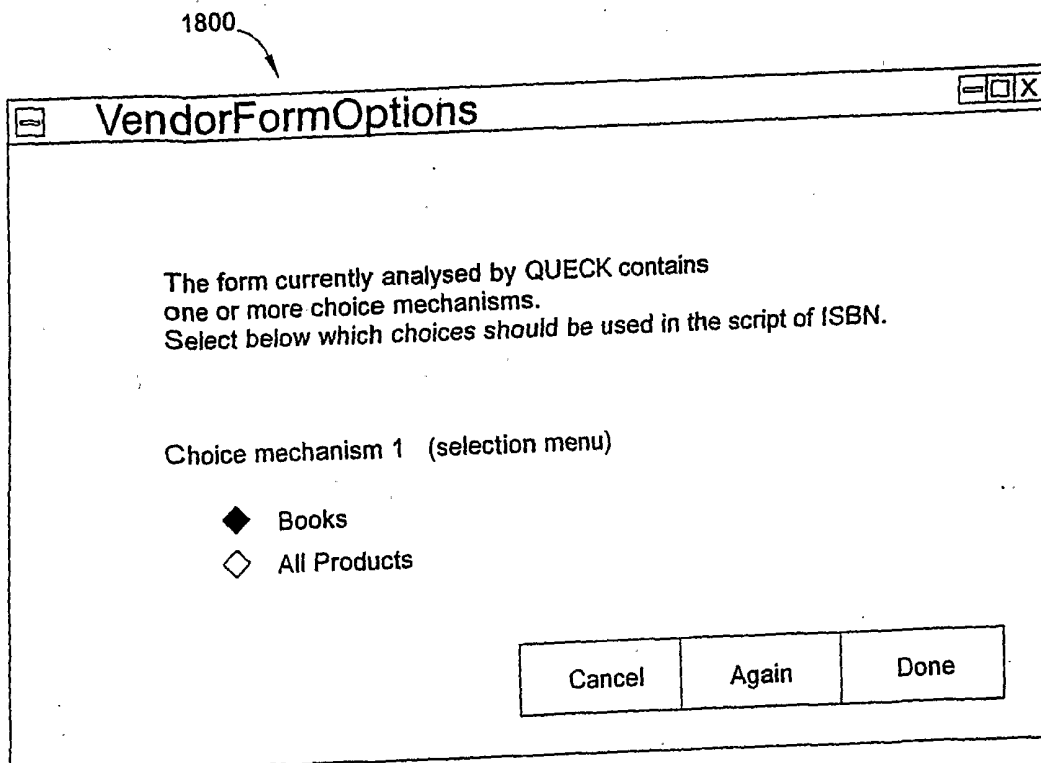 1800
VendorFormOptions
The form currently analysed by QUECK contains
one or more choice mechanisms.
Select below which choices should be used in the script of ISBN.
Choice mechanism 1 (selection menu)
Books
All Products
Cancel Again Done